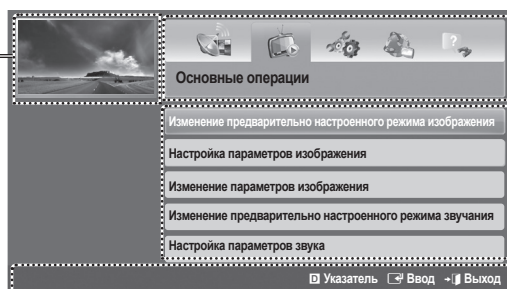 Основные операции
Изменение предварительно настроенного режима изображения
Настройка параметров изображения
Изменение параметров изображения
Изменение предварительно настроенного режима звучания
Настройка параметров звука
D Указатель Ввод Выход